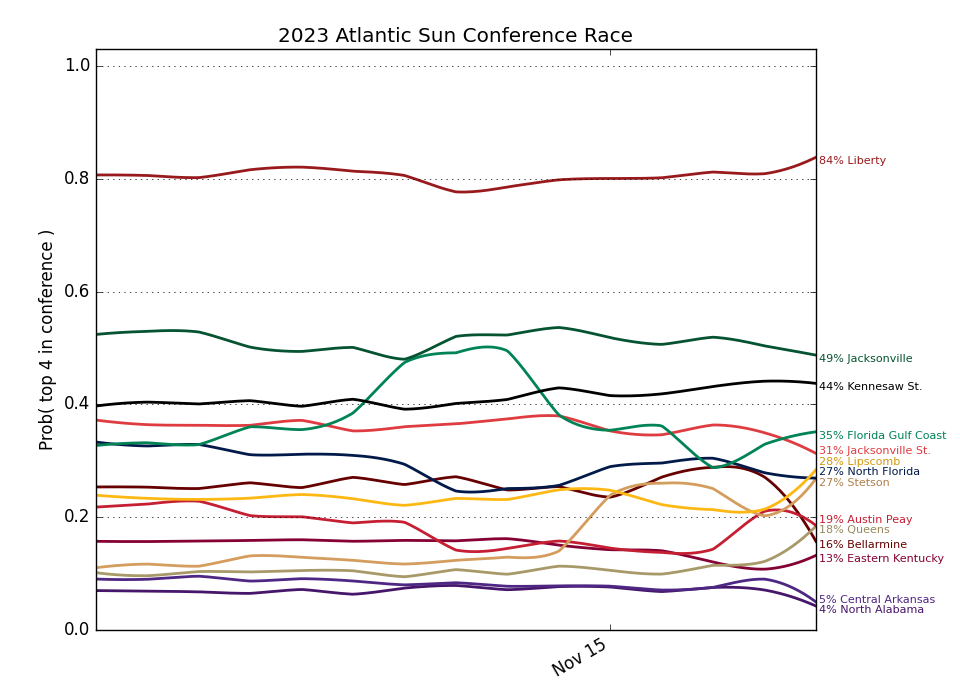 2023 Atlantic Sun Conference Race
Prob( top 4 in conference )
1.0
0.8
0.6
0.4
0.2
0.0
Nov 15
84% Liberty
49% Jacksonville
44% Kennesaw St.
35% Florida Gulf Coast
31% Jacksonville St.
28% Lipscomb
27% North Florida
27% Stetson
19% Austin Peay
18% Queens
16% Bellarmine
13% Eastern Kentucky
5% Central Arkansas
4% North Alabama